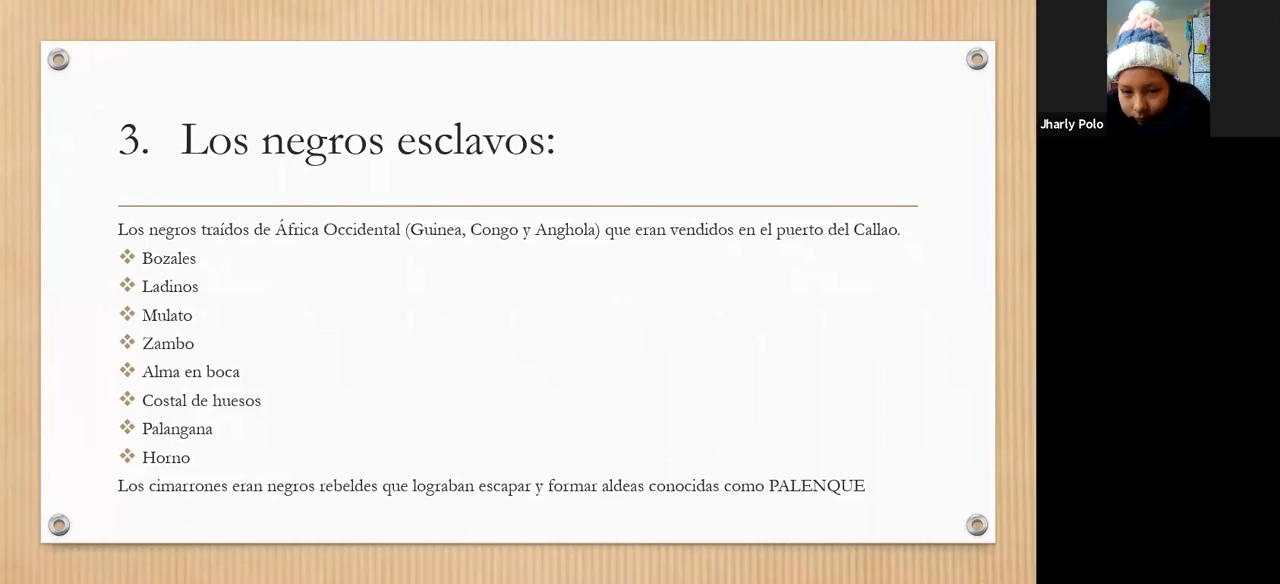 3. Los negros esclavos:
Los negros traídos de África Occidental (Guinea, Congo y Anghola) que eran vendidos en el puerto del Callao.
Bozales
Ladinos
Mulato
Zambo
Alma en boca
Costal de huesos
Palangana
Horno
Los cimarrones eran negros rebeldes que lograban escapar y formar aldeas conocidas como PALENQUE
Jharly Polo